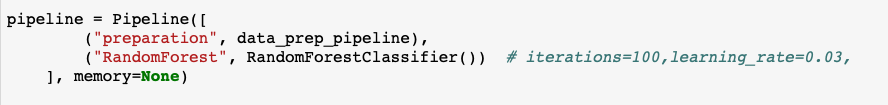 pipeline = Pipeline([
        ("preparation", data_prep_pipeline),
        ("RandomForest", RandomForestClassifier())  # iterations=100,learning_rate=0.03,
    ], memory=None)